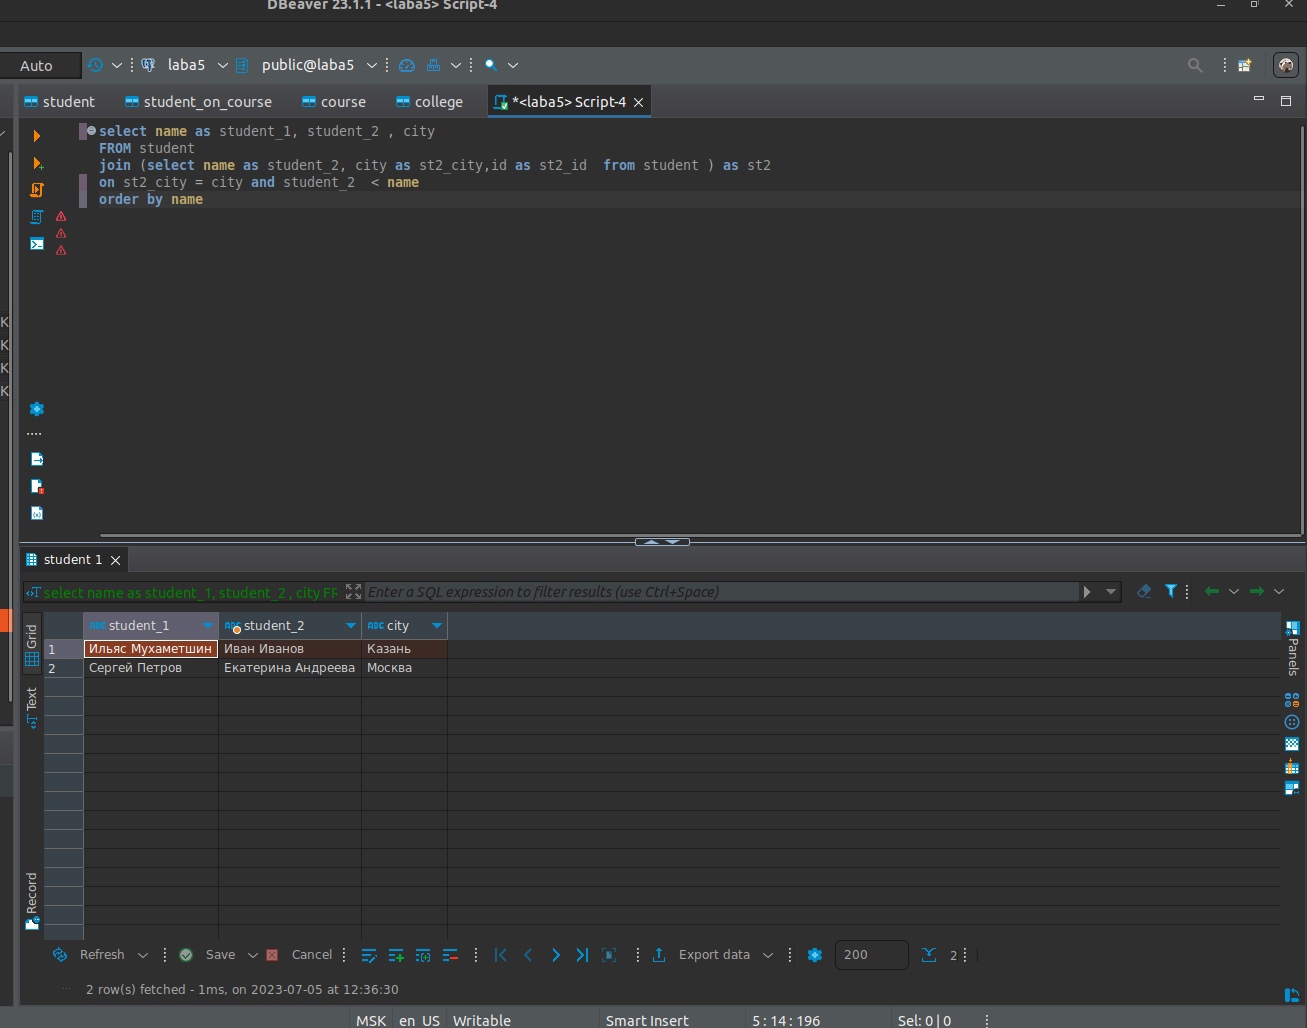 DBeaver 23.1.1 - <laba5> Script-4
Auto laba5 public@laba5
student student_on_course course college *<laba5> Script-4
select name as student_1, student_2 , city
FROM student
join (select name as student_2, city as st2_city,id as st2_id  from student ) as st2
on st2_city = city and student_2  < name
order by name
K
K
K
K
student 1
select name as student_1, student_2 , city FR Enter a SQL expression to filter results (use Ctrl+Space)
Grid
Text
Record
Panels
ABC student_1 ABC student_2 ABC city
1 Ильяс Мухаметшин Иван Иванов Казань
2 Сергей Петров Екатерина Андреева Москва
Refresh Save Cancel Export data 200 2
2 row(s) fetched - 1ms, on 2023-07-05 at 12:36:30
MSK en_US Writable Smart Insert 5 : 14 : 196 Sel: 0 | 0